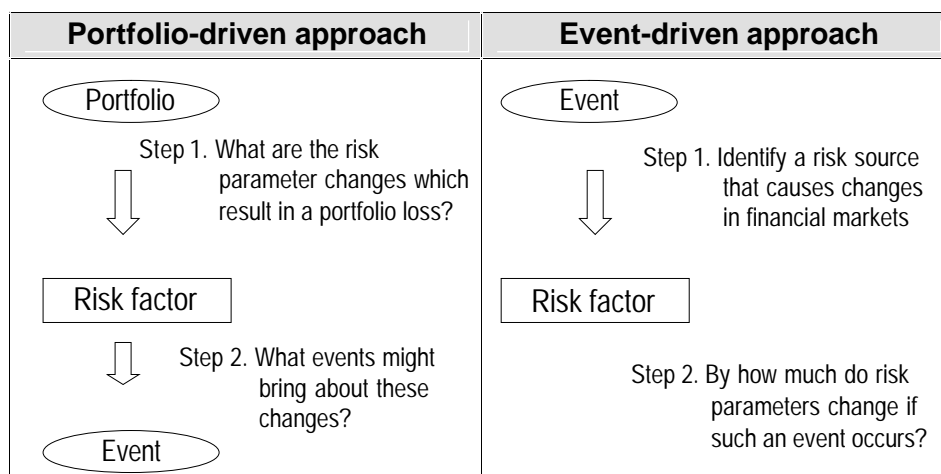 Portfolio-driven approach
Portfolio
Step 1. What are the risk
parameter changes which
result in a portfolio loss?
Risk factor
Step 2. What events might
bring about these
changes?
Event
Event-driven approach
Event
Step 1. Identify a risk source
that causes changes
in financial markets
Risk factor
Step 2. By how much do risk
parameters change if
such an event occurs?